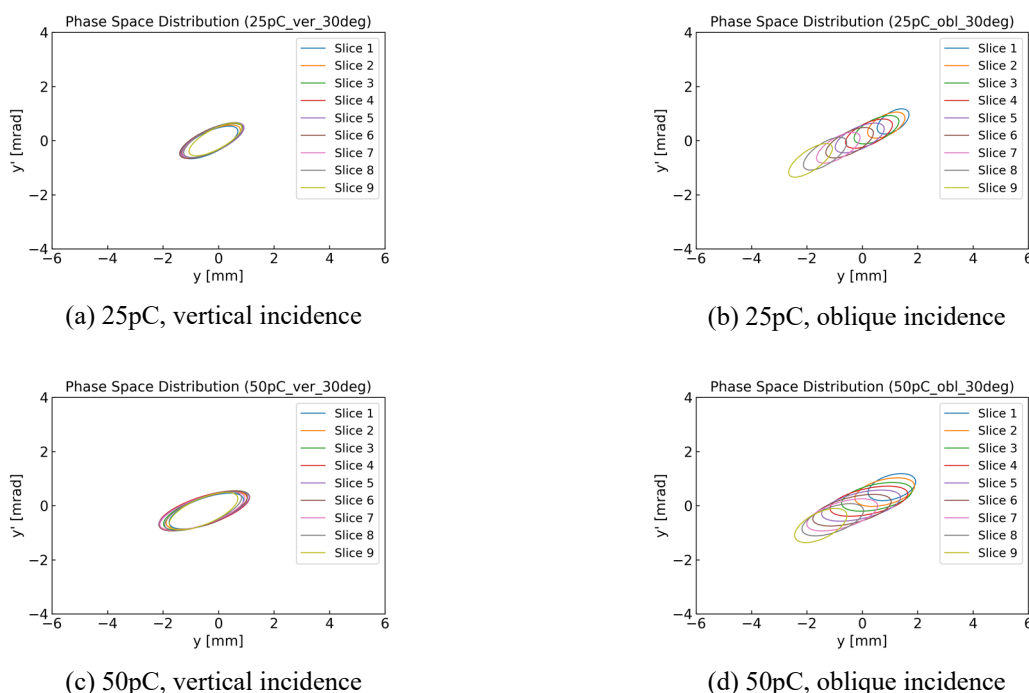 Phase Space Distribution (25pC_ver_30deg)
4
2
0
−2
−4
y' [mrad]
−6 −4 −2 0 2 4 6
y [mm]
Slice 1
Slice 2
Slice 3
Slice 4
Slice 5
Slice 6
Slice 7
Slice 8
Slice 9
(a) 25pC, vertical incidence
Phase Space Distribution (25pC_obl_30deg)
4
2
0
−2
−4
y' [mrad]
−6 −4 −2 0 2 4 6
y [mm]
Slice 1
Slice 2
Slice 3
Slice 4
Slice 5
Slice 6
Slice 7
Slice 8
Slice 9
(b) 25pC, oblique incidence
Phase Space Distribution (50pC_ver_30deg)
4
2
0
−2
−4
y' [mrad]
−6 −4 −2 0 2 4 6
y [mm]
Slice 1
Slice 2
Slice 3
Slice 4
Slice 5
Slice 6
Slice 7
Slice 8
Slice 9
(c) 50pC, vertical incidence
Phase Space Distribution (50pC_obl_30deg)
4
2
0
−2
−4
y' [mrad]
−6 −4 −2 0 2 4 6
y [mm]
Slice 1
Slice 2
Slice 3
Slice 4
Slice 5
Slice 6
Slice 7
Slice 8
Slice 9
(d) 50pC, oblique incidence